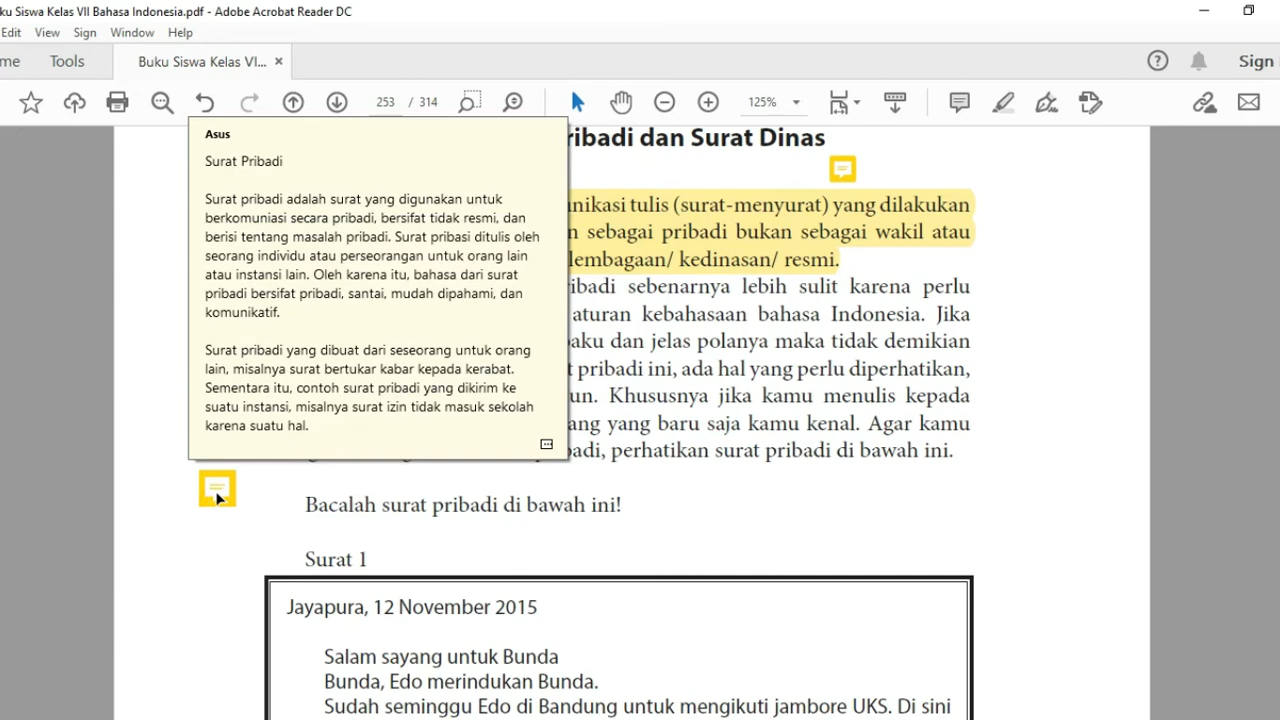 ku Siswa Kelas VII Bahasa Indonesia.pdf - Adobe Acrobat Reader DC
Edit View Sign Window Help
me Tools Buku Siswa Kelas VI... × ? Sign
253 / 314 125%
ribadi dan Surat Dinas
Asus
Surat Pribadi
Surat pribadi adalah surat yang digunakan untuk
berkomuniasi secara pribadi, bersifat tidak resmi, dan
berisi tentang masalah pribadi. Surat pribasi ditulis oleh
seorang individu atau perseorangan untuk orang lain
atau instansi lain. Oleh karena itu, bahasa dari surat
pribadi bersifat pribadi, santai, mudah dipahami, dan
komunikatif.
Surat pribadi yang dibuat dari seseorang untuk orang
lain, misalnya surat bertukar kabar kepada kerabat.
Sementara itu, contoh surat pribadi yang dikirim ke
suatu instansi, misalnya surat izin tidak masuk sekolah
karena suatu hal.
nikasi tulis (surat-menyurat) yang dilakukan
n sebagai pribadi bukan sebagai wakil atau
lembagaan/ kedinasan/ resmi.
ibadi sebenarnya lebih sulit karena perlu
aturan kebahasaan bahasa Indonesia. Jika
aku dan jelas polanya maka tidak demikian
t pribadi ini, ada hal yang perlu diperhatikan,
un. Khususnya jika kamu menulis kepada
ang yang baru saja kamu kenal. Agar kamu
adi, perhatikan surat pribadi di bawah ini.
Bacalah surat pribadi di bawah ini!
Surat 1
Jayapura, 12 November 2015
Salam sayang untuk Bunda
Bunda, Edo merindukan Bunda.
Sudah seminggu Edo di Bandung untuk mengikuti jambore UKS. Di sini